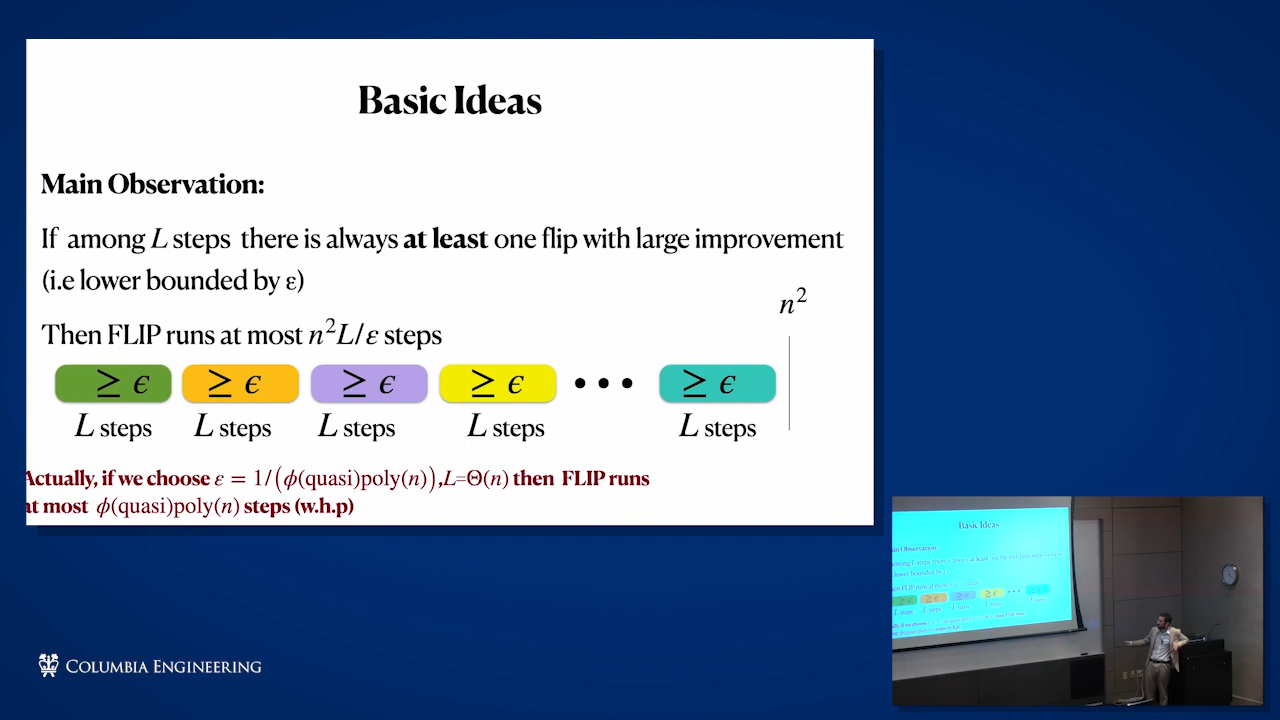 Basic Ideas
Main Observation:
If among L steps there is always at least one flip with large improvement
(i.e lower bounded by ε)
n²
Then FLIP runs at most n²L/ε steps
≥ ϵ ≥ ϵ ≥ ϵ ≥ ϵ • • • ≥ ϵ
L steps L steps L steps L steps L steps
Actually, if we choose ε = 1/(ϕ(quasi)poly(n)),L=Θ(n) then FLIP runs
at most ϕ(quasi)poly(n) steps (w.h.p)
COLUMBIA ENGINEERING
Basic Ideas